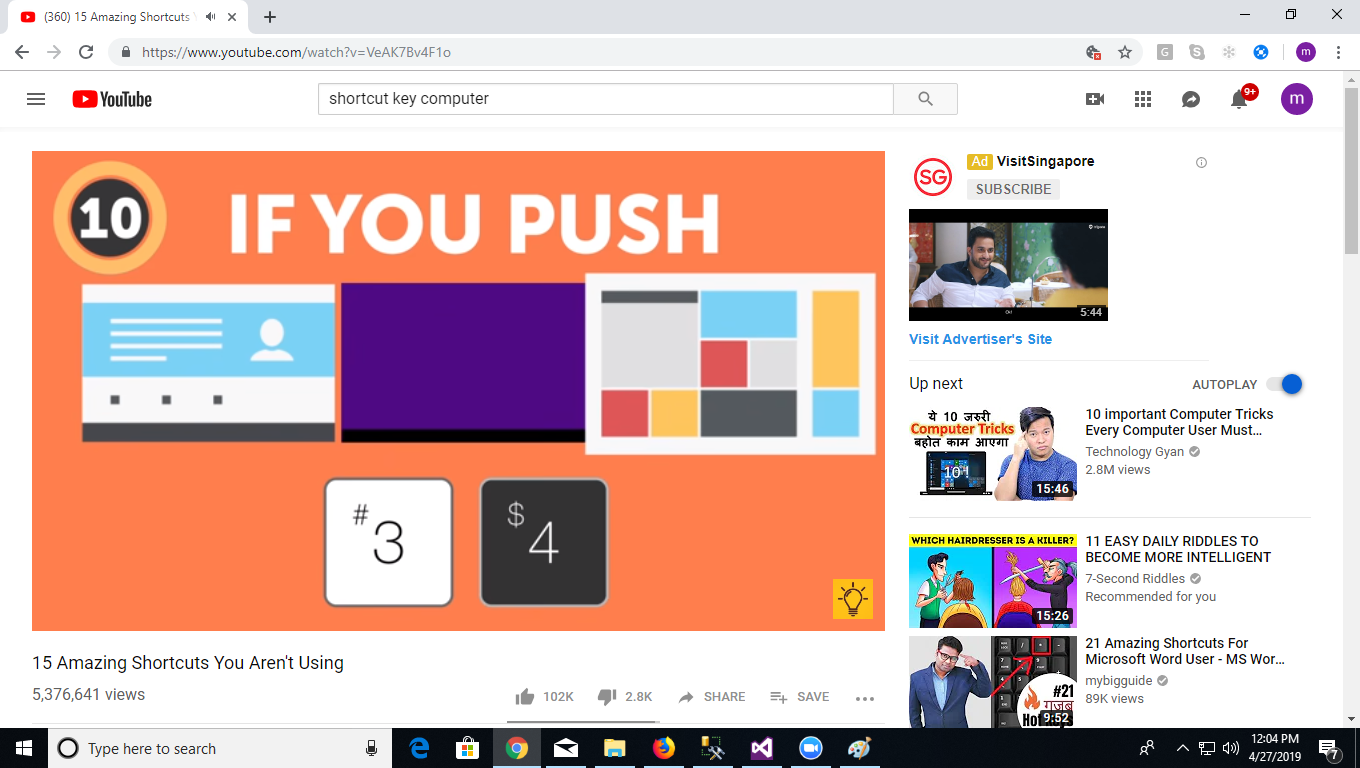 (360) 15 Amazing Shortcuts
https://www.youtube.com/watch?v=VeAK7Bv4F1o
G
m
YouTube
shortcut key computer
9+
m
10
IF YOU PUSH
#
3
$
4
15 Amazing Shortcuts You Aren't Using
5,376,641 views
102K
2.8K
SHARE
SAVE
SG
Ad VisitSingapore
SUBSCRIBE
5:44
Visit Advertiser's Site
Up next
AUTOPLAY
ये 10 जरुरी
Computer Tricks
बहोत काम आएगा
10
15:46
10 important Computer Tricks
Every Computer User Must...
Technology Gyan
2.8M views
WHICH HAIRDRESSER IS A KILLER?
15:26
11 EASY DAILY RIDDLES TO
BECOME MORE INTELLIGENT
7-Second Riddles
Recommended for you
#21
गज़ब
9:52
21 Amazing Shortcuts For
Microsoft Word User - MS Wor...
mybigguide
89K views
Type here to search
12:04 PM
4/27/2019
7